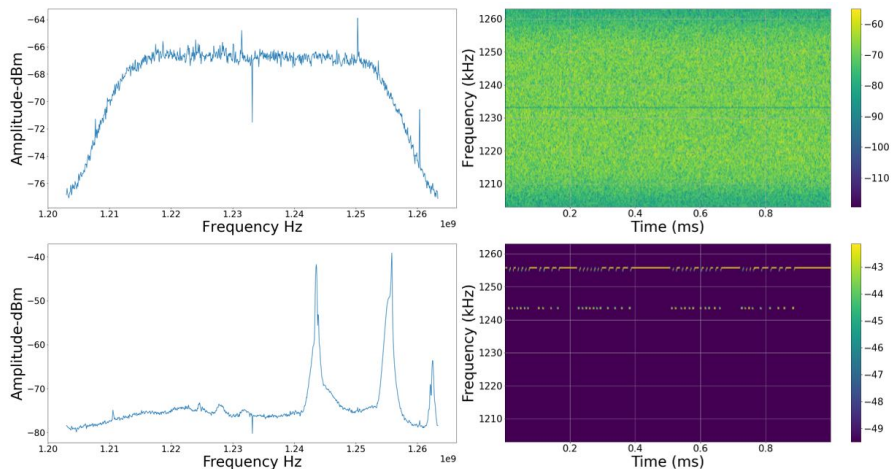 −64
−66
−68
−70
−72
−74
−76
Amplitude-dBm
1.20 1.21 1.22 1.23 1.24 1.25 1.26
1e9
Frequency Hz
1260
1250
1240
1230
1220
1210
Frequency (kHz)
0.2 0.4 0.6 0.8
Time (ms)
−60
−70
−80
−90
−100
−110
−40
−50
−60
−70
−80
Amplitude-dBm
1.20 1.21 1.22 1.23 1.24 1.25 1.26
1e9
Frequency Hz
1260
1250
1240
1230
1220
1210
Frequency (kHz)
0.2 0.4 0.6 0.8
Time (ms)
−43
−44
−45
−46
−47
−48
−49